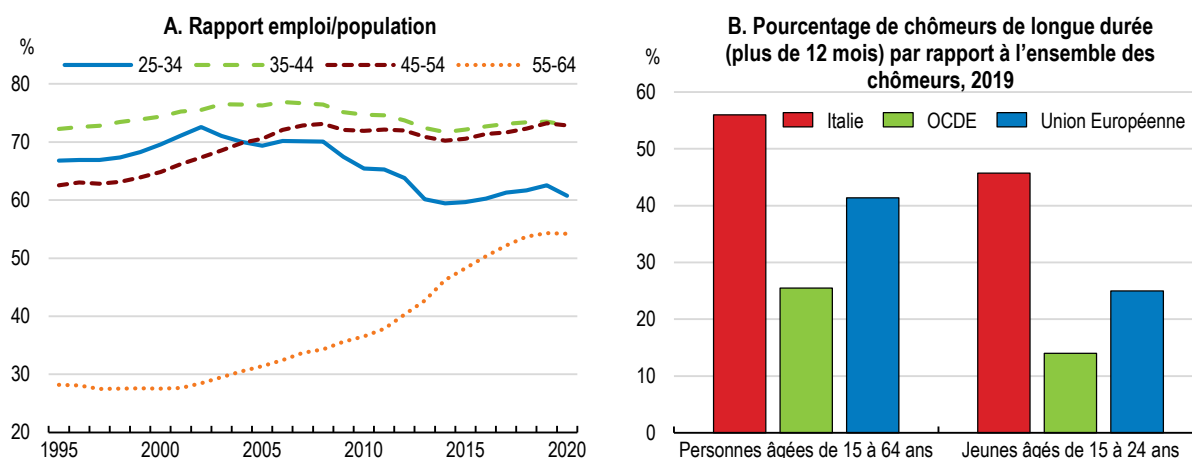 A. Rapport emploi/population
%
25-34 35-44 45-54 55-64
80
70
60
50
40
30
20
1995 2000 2005 2010 2015 2020
B. Pourcentage de chômeurs de longue durée
(plus de 12 mois) par rapport à l'ensemble des
chômeurs, 2019
%
60
Italie OCDE Union Européenne
50
40
30
20
10
0
Personnes âgées de 15 à 64 ans Jeunes âgés de 15 à 24 ans